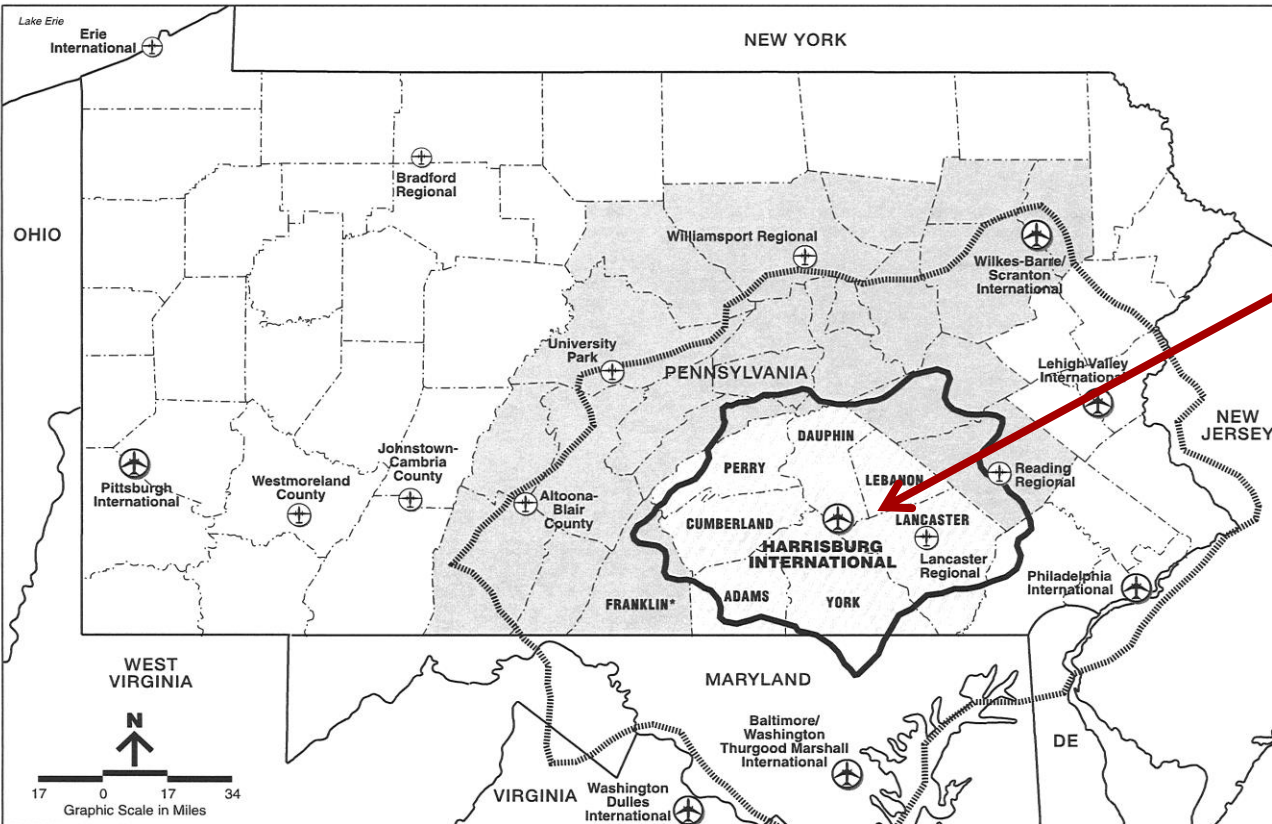 Lake Erie
Erie
International
NEW YORK
Bradford
Regional
OHIO
Williamsport Regional
Wilkes-Barre/
Scranton
International
University
Park
PENNSYLVANIA
Lehigh Valley
International
NEW
JERSEY
DAUPHIN
Pittsburgh
International
Westmoreland
County
Johnstown-
Cambria
County
Altoona-
Blair
County
PERRY
LEBANON
Reading
Regional
CUMBERLAND
LANCASTER
HARRISBURG
INTERNATIONAL
Lancaster
Regional
Philadelphia
International
FRANKLIN*
ADAMS
YORK
WEST
VIRGINIA
MARYLAND
N
Baltimore/
Washington
Thurgood Marshall
International
DE
17 0 17 34
Graphic Scale in Miles
VIRGINIA
Washington
Dulles
International